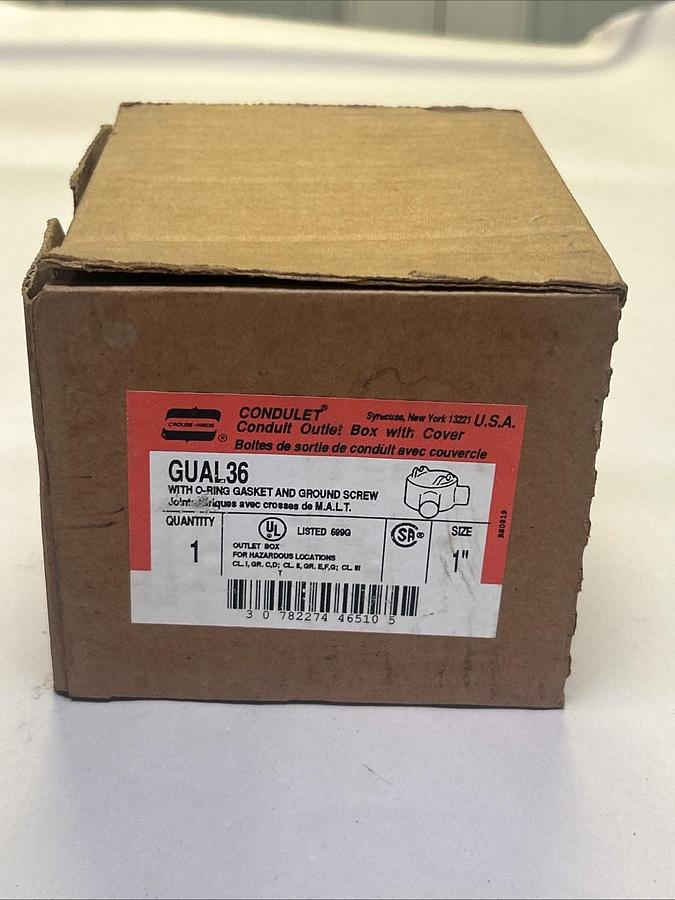 CROUSE-HINDS
®
CONDULET®
Syracuse, New York 13221 U.S.A.
Conduit Outlet Box with Cover
Boîtes de sortie de conduit avec couvercle
GUAL36
WITH O-RING GASKET AND GROUND SCREW
avec crosses de M.A.L.T.
QUANTITY
1
UL
®
LISTED 699G
OUTLET BOX
FOR HAZARDOUS LOCATIONS
CL. I, GR. C,D; CL. II, GR. E,F,G; CL. III
T
SA®
SIZE
1"
3 0 782274 46510 5